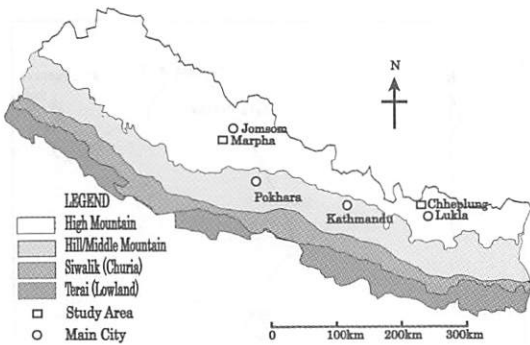 N
Jomsom
Marpha
Pokhara
Kathmandu
Chheplung
Lukla
LEGEND
High Mountain
Hill/Middle Mountain
Siwalik (Churia)
Terai (Lowland)
Study Area
Main City
0 100km 200km 300km